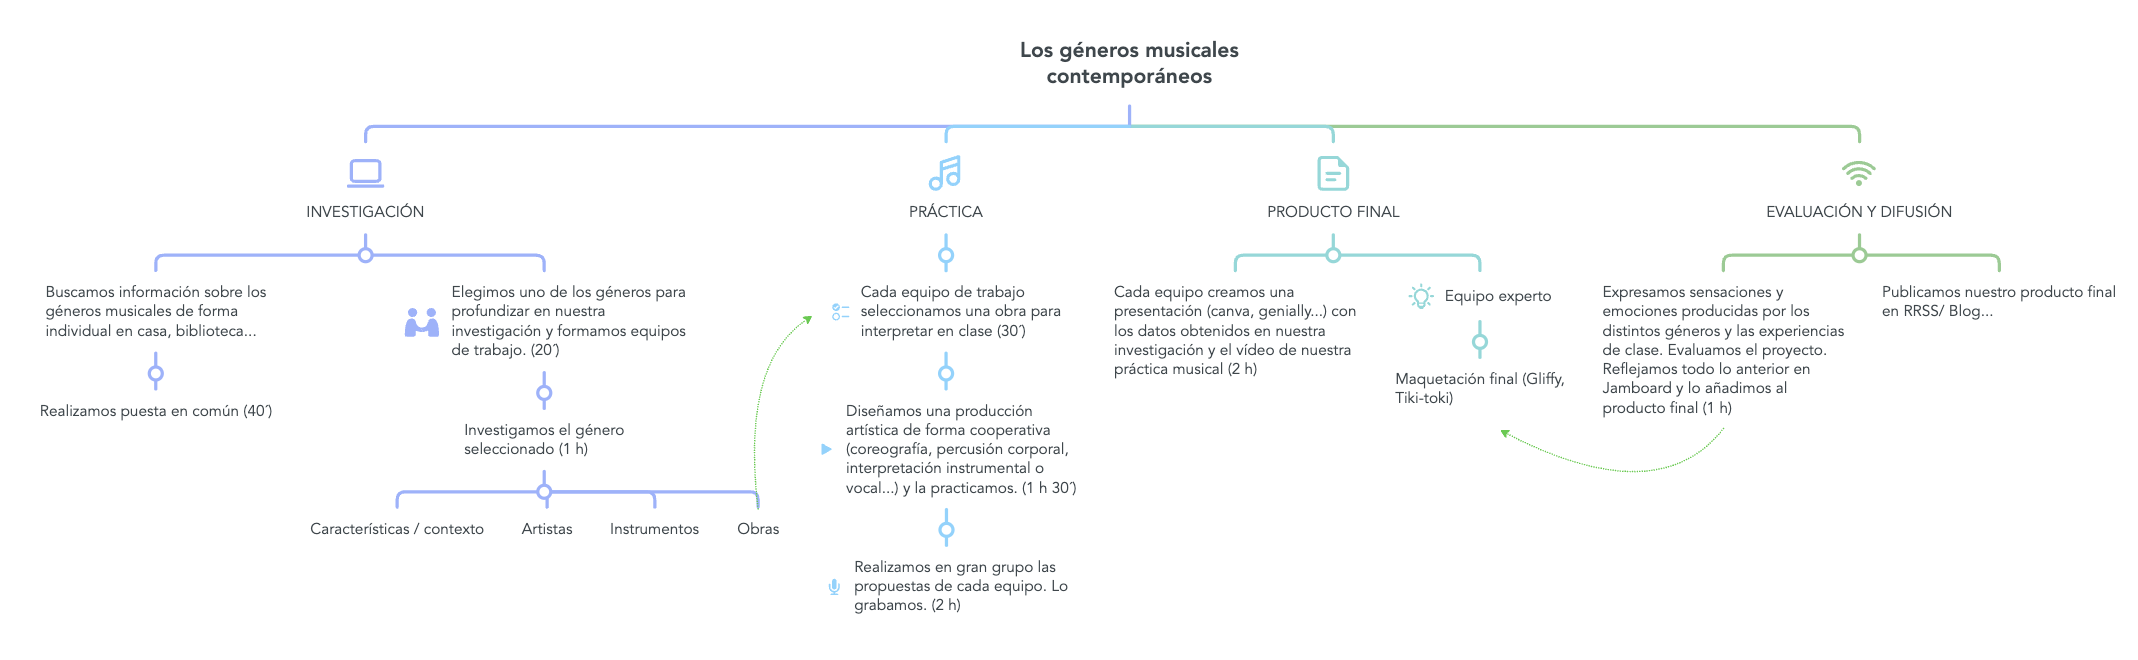 Los géneros musicales
contemporáneos
INVESTIGACIÓN
Buscamos información sobre los
géneros musicales de forma
individual en casa, biblioteca...
Realizamos puesta en común (40´)
Elegimos uno de los géneros para
profundizar en nuestra
investigación y formamos equipos
de trabajo. (20´)
Investigamos el género
seleccionado (1 h)
Características / contexto
Artistas
Instrumentos
Obras
PRÁCTICA
Cada equipo de trabajo
seleccionamos una obra para
interpretar en clase (30´)
Diseñamos una producción
artística de forma cooperativa
(coreografía, percusión corporal,
interpretación instrumental o
vocal...) y la practicamos. (1 h 30´)
Realizamos en gran grupo las
propuestas de cada equipo. Lo
grabamos. (2 h)
PRODUCTO FINAL
Cada equipo creamos una
presentación (canva, genially...) con
los datos obtenidos en nuestra
investigación y el vídeo de nuestra
práctica musical (2 h)
Equipo experto
Maquetación final (Gliffy,
Tiki-toki)
EVALUACIÓN Y DIFUSIÓN
Expresamos sensaciones y
emociones producidas por los
distintos géneros y las experiencias
de clase. Evaluamos el proyecto.
Reflejamos todo lo anterior en
Jamboard y lo añadimos al
producto final (1 h)
Publicamos nuestro producto final
en RRSS/ Blog...